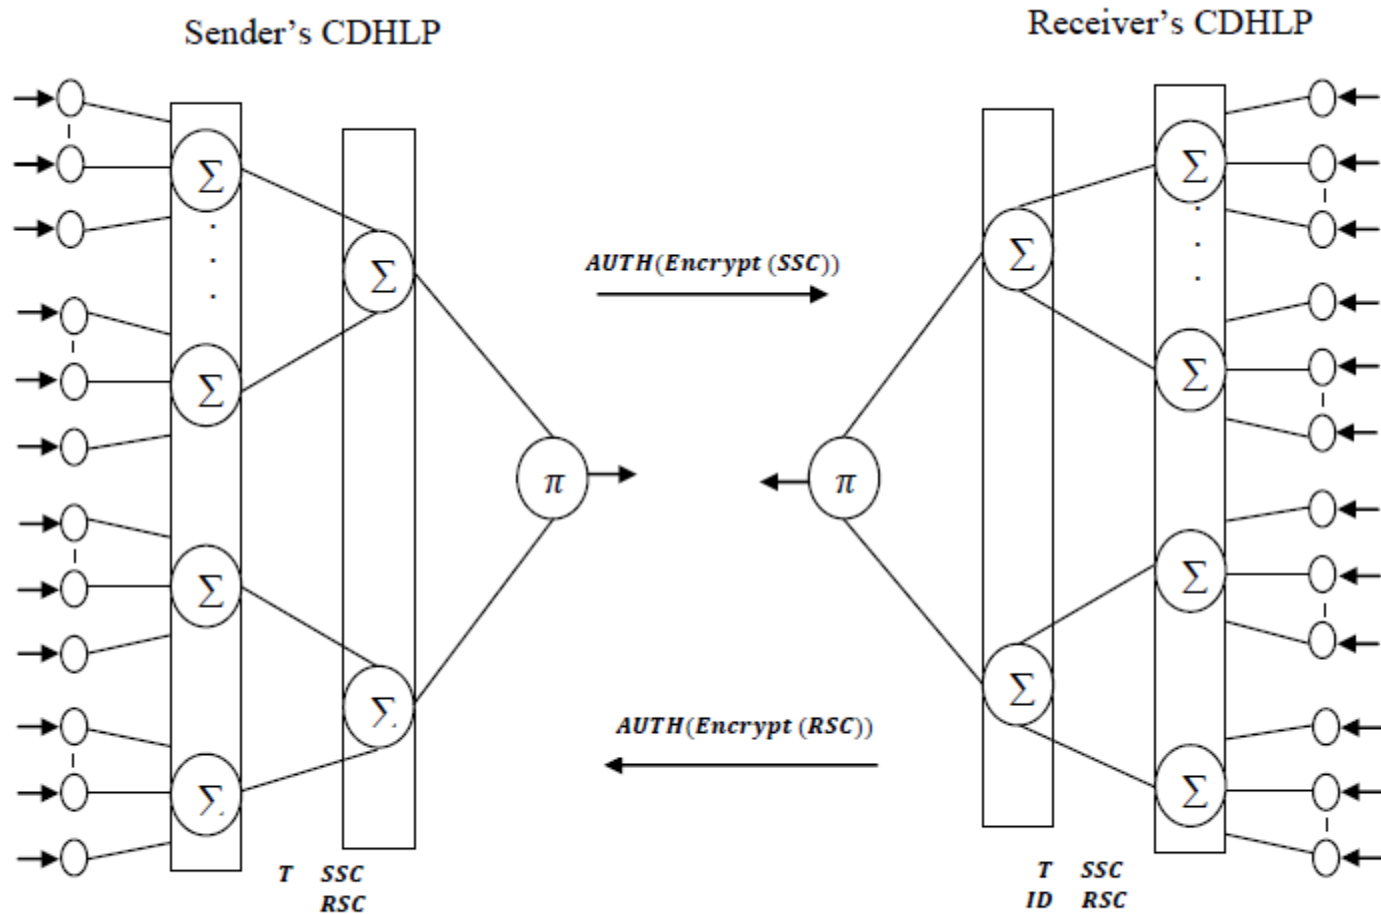 Sender's CDHLP
Receiver's CDHLP
∑
∑
∑
∑
∑
∑
π
AUTH(Encrypt (SSC))
AUTH(Encrypt (RSC))
π
∑
∑
∑
∑
∑
∑
T SSC
RSC
T SSC
ID RSC